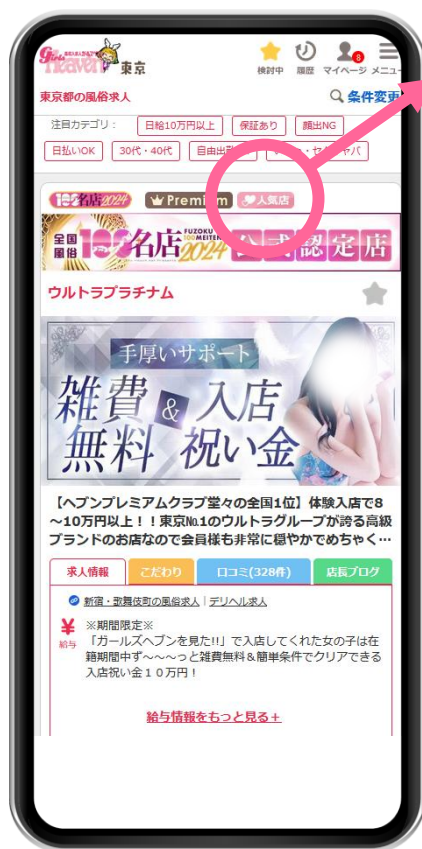 Girls Heaven 東京
検討中 履歴 8 マイページ メニュー
東京都の風俗求人 条件変更
注目カテゴリ： 日給10万円以上 保証あり 顔出NG
日払いOK 30代・40代
100名店2024 Premium 人気店
全国風俗100名店 FUZOKU 100MEITEN 2024 公式認定店
ウルトラプラチナム
手厚いサポート
雑費 & 入店
無料 祝い金
【ヘブンプレミアムクラブ堂々の全国1位】体験入店で8
～10万円以上！！東京№1のウルトラグループが誇る高級
ブランドのお店なので会員様も非常に穏やかでめちゃく…
求人情報 こだわり 口コミ(328件) 店長ブログ
新宿・歌舞伎町の風俗求人 | デリヘル求人
¥ ※期間限定※
給与 「ガールズヘブンを見た!!」で入店してくれた女の子は在
籍期間中ず～～～っと雑費無料&簡単条件でクリアできる
入店祝い金１０万円！
給与情報をもっと見る+